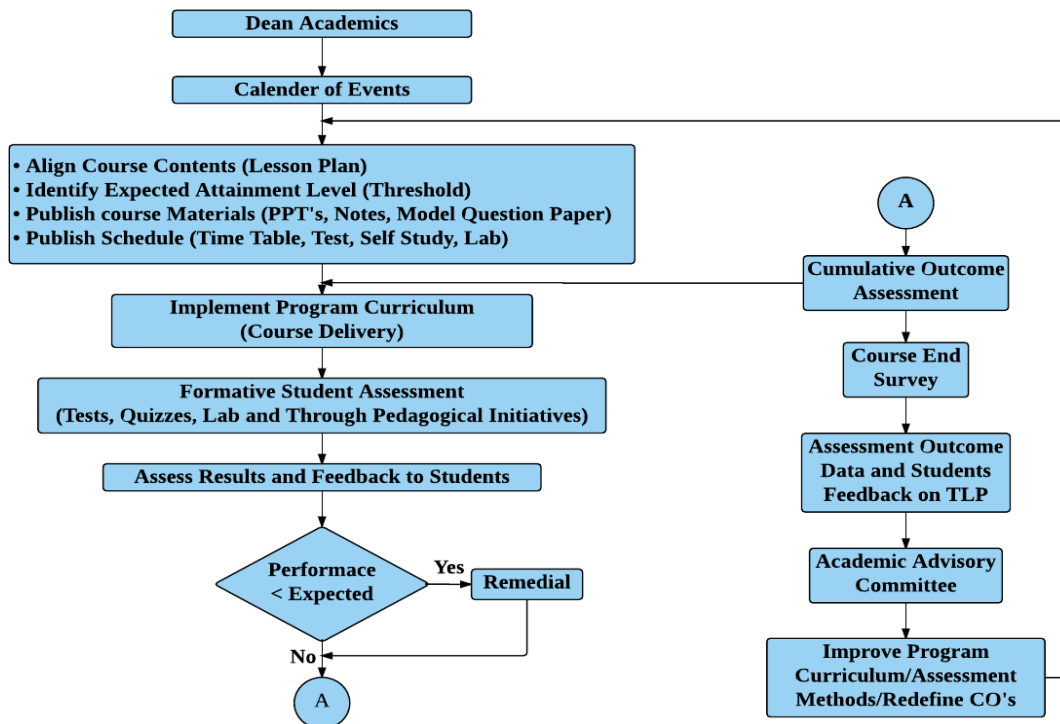 Dean Academics
Calender of Events
• Align Course Contents (Lesson Plan)
• Identify Expected Attainment Level (Threshold)
• Publish course Materials (PPT's, Notes, Model Question Paper)
• Publish Schedule (Time Table, Test, Self Study, Lab)
Implement Program Curriculum
(Course Delivery)
Formative Student Assessment
(Tests, Quizzes, Lab and Through Pedagogical Initiatives)
Assess Results and Feedback to Students
Performace
< Expected
Yes
Remedial
No
A
A
Cumulative Outcome
Assessment
Course End
Survey
Assessment Outcome
Data and Students
Feedback on TLP
Academic Advisory
Committee
Improve Program
Curriculum/Assessment
Methods/Redefine CO's